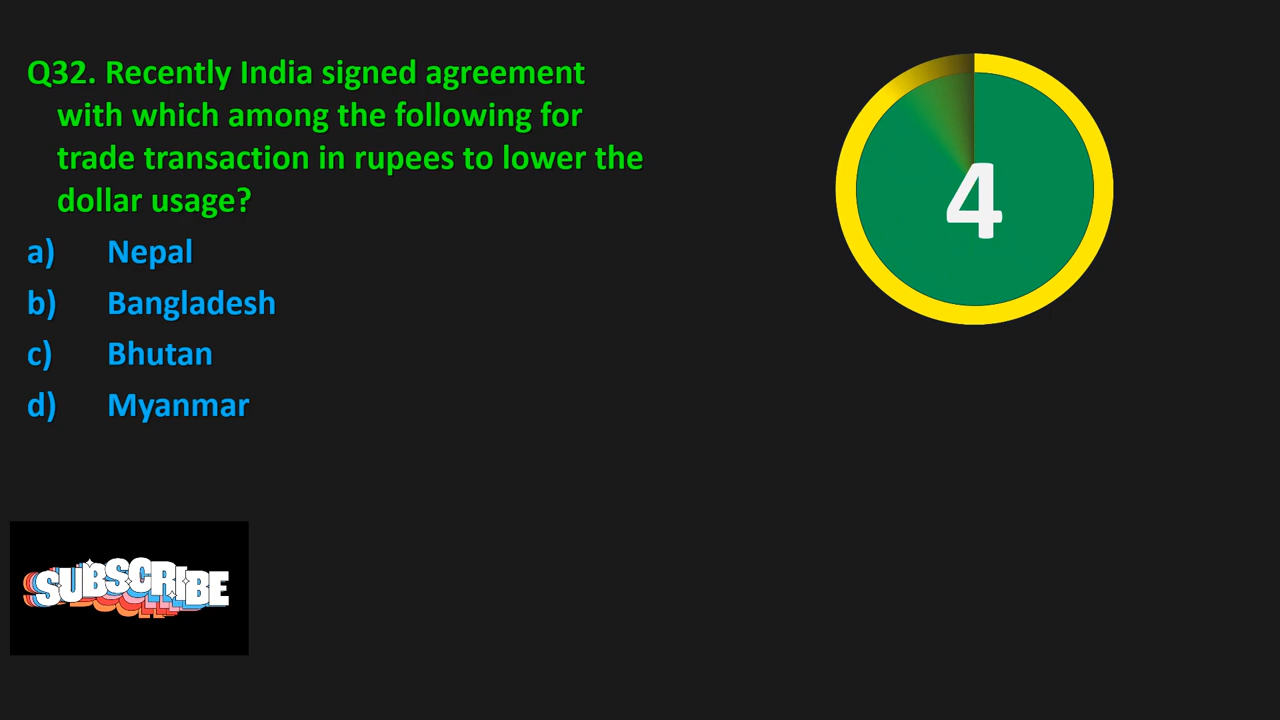 Q32. Recently India signed agreement
with which among the following for
trade transaction in rupees to lower the
dollar usage?
a) Nepal
b) Bangladesh
c) Bhutan
d) Myanmar
4
SUBSCRIBE